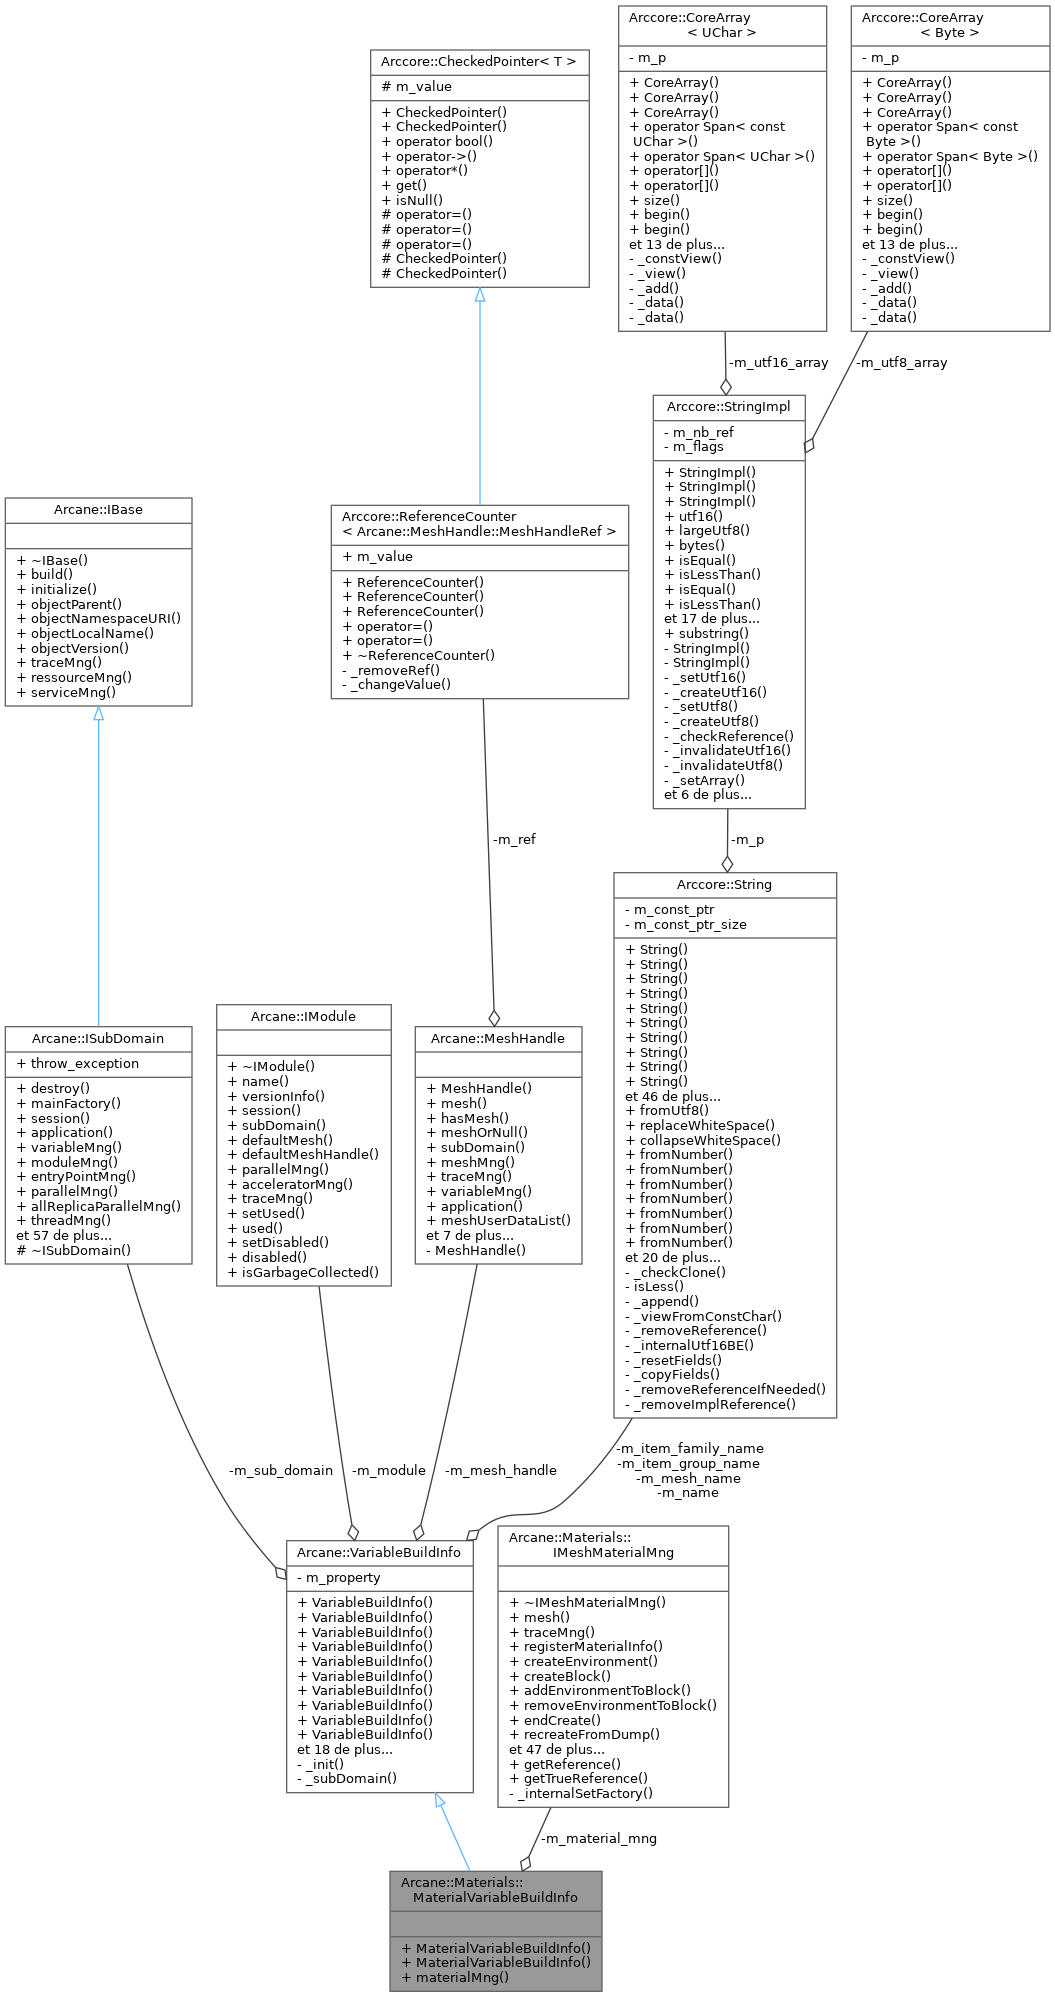 Arccore::CoreArray
< UChar >
- m_p
+ CoreArray()
+ CoreArray()
+ CoreArray()
+ operator Span< const
UChar >()
+ operator Span< UChar >()
+ operator[]()
+ operator[]()
+ size()
+ begin()
+ begin()
et 13 de plus...
- _constView()
- _view()
- _add()
- _data()
- _data()
Arccore::CoreArray
< Byte >
- m_p
+ CoreArray()
+ CoreArray()
+ CoreArray()
+ operator Span< const
Byte >()
+ operator Span< Byte >()
+ operator[]()
+ operator[]()
+ size()
+ begin()
+ begin()
et 13 de plus...
- _constView()
- _view()
- _add()
- _data()
- _data()
Arccore::CheckedPointer< T >
# m_value
+ CheckedPointer()
+ CheckedPointer()
+ operator bool()
+ operator->()
+ operator*()
+ get()
+ isNull()
# operator=()
# operator=()
# operator=()
# CheckedPointer()
# CheckedPointer()
-m_utf16_array
-m_utf8_array
Arccore::StringImpl
- m_nb_ref
- m_flags
+ StringImpl()
+ StringImpl()
+ StringImpl()
+ utf16()
+ largeUtf8()
+ bytes()
+ isEqual()
+ isLessThan()
+ isEqual()
+ isLessThan()
et 17 de plus...
+ substring()
- StringImpl()
- StringImpl()
- _setUtf16()
- _createUtf16()
- _setUtf8()
- _createUtf8()
- _checkReference()
- _invalidateUtf16()
- _invalidateUtf8()
- _setArray()
et 6 de plus...
Arcane::IBase
+ ~IBase()
+ build()
+ initialize()
+ objectParent()
+ objectNamespaceURI()
+ objectLocalName()
+ objectVersion()
+ traceMng()
+ ressourceMng()
+ serviceMng()
Arccore::ReferenceCounter
< Arcane::MeshHandle::MeshHandleRef >
+ m_value
+ ReferenceCounter()
+ ReferenceCounter()
+ ReferenceCounter()
+ operator=()
+ operator=()
+ ~ReferenceCounter()
- _removeRef()
- _changeValue()
-m_ref
-m_p
Arccore::String
- m_const_ptr
- m_const_ptr_size
+ String()
+ String()
+ String()
+ String()
+ String()
+ String()
+ String()
+ String()
+ String()
+ String()
et 46 de plus...
+ fromUtf8()
+ replaceWhiteSpace()
+ collapseWhiteSpace()
+ fromNumber()
+ fromNumber()
+ fromNumber()
+ fromNumber()
+ fromNumber()
+ fromNumber()
+ fromNumber()
et 20 de plus...
- _checkClone()
- isLess()
- _append()
- _viewFromConstChar()
- _removeReference()
- _internalUtf16BE()
- _resetFields()
- _copyFields()
- _removeReferenceIfNeeded()
- _removeImplReference()
Arcane::ISubDomain
+ throw_exception
+ destroy()
+ mainFactory()
+ session()
+ application()
+ variableMng()
+ moduleMng()
+ entryPointMng()
+ parallelMng()
+ allReplicaParallelMng()
+ threadMng()
et 57 de plus...
# ~ISubDomain()
Arcane::IModule
+ ~IModule()
+ name()
+ versionInfo()
+ session()
+ subDomain()
+ defaultMesh()
+ defaultMeshHandle()
+ parallelMng()
+ acceleratorMng()
+ traceMng()
+ setUsed()
+ used()
+ setDisabled()
+ disabled()
+ isGarbageCollected()
Arcane::MeshHandle
+ MeshHandle()
+ mesh()
+ hasMesh()
+ meshOrNull()
+ subDomain()
+ meshMng()
+ traceMng()
+ variableMng()
+ application()
+ meshUserDataList()
et 7 de plus...
- MeshHandle()
-m_sub_domain
-m_module
-m_mesh_handle
-m_item_family_name
-m_item_group_name
-m_mesh_name
-m_name
Arcane::VariableBuildInfo
- m_property
+ VariableBuildInfo()
+ VariableBuildInfo()
+ VariableBuildInfo()
+ VariableBuildInfo()
+ VariableBuildInfo()
+ VariableBuildInfo()
+ VariableBuildInfo()
+ VariableBuildInfo()
+ VariableBuildInfo()
+ VariableBuildInfo()
et 18 de plus...
- _init()
- _subDomain()
Arcane::Materials::
IMeshMaterialMng
+ ~IMeshMaterialMng()
+ mesh()
+ traceMng()
+ registerMaterialInfo()
+ createEnvironment()
+ createBlock()
+ addEnvironmentToBlock()
+ removeEnvironmentToBlock()
+ endCreate()
+ recreateFromDump()
et 47 de plus...
+ getReference()
+ getTrueReference()
- _internalSetFactory()
-m_material_mng
Arcane::Materials::
MaterialVariableBuildInfo
+ MaterialVariableBuildInfo()
+ MaterialVariableBuildInfo()
+ materialMng()